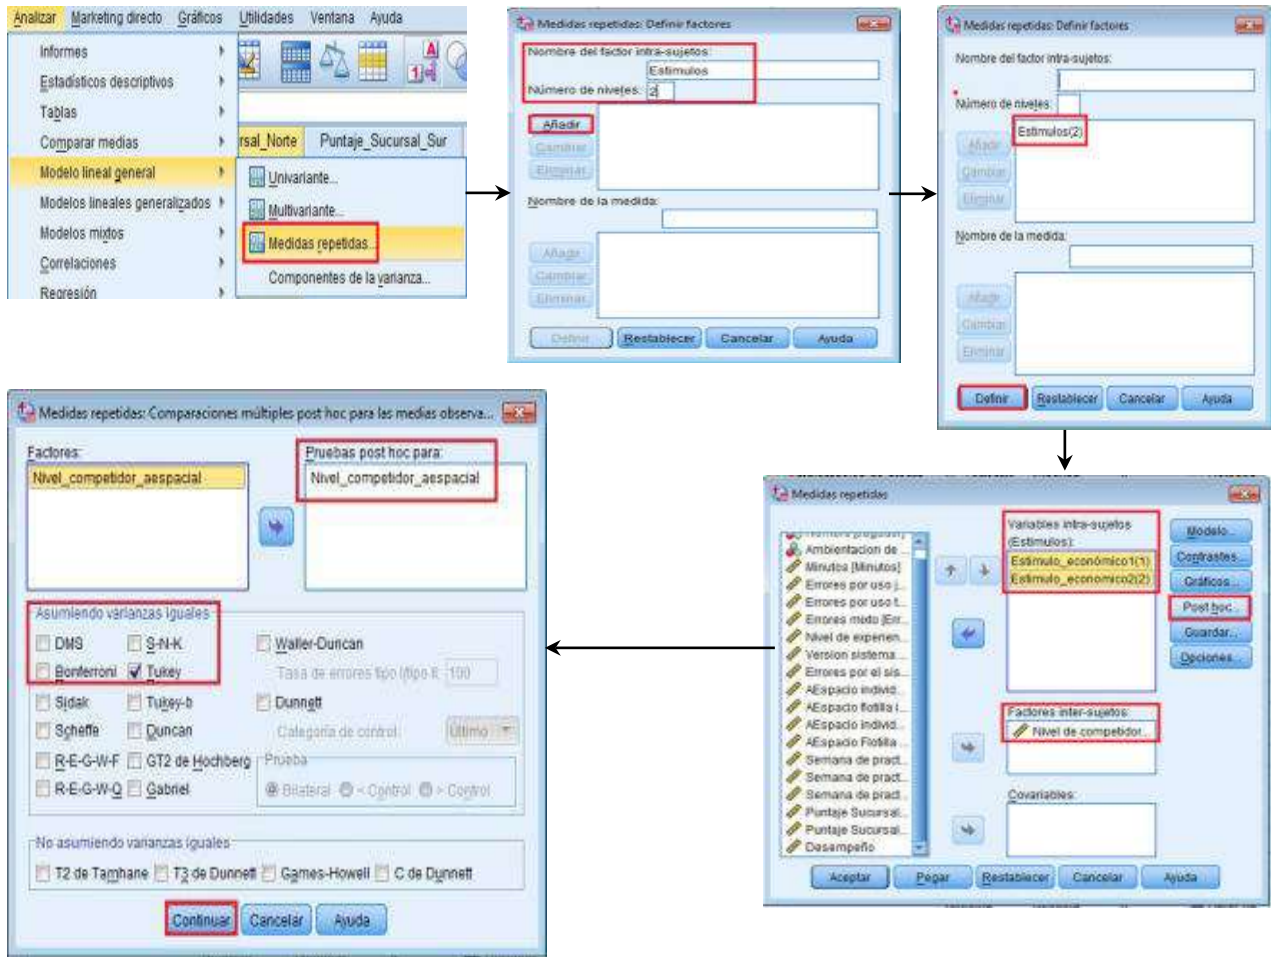 Analizar Marketing directo Gráficos Utilidades Ventana Ayuda
Informes
Estadísticos descriptivos
Tablas
Comparar medias
Modelo lineal general
Modelos lineales generalizados
Modelos mixtos
Correlaciones
Regresión
rsal_Norte Puntaje_Sucursal_Sur
Univariante...
Multivariante...
Medidas repetidas...
Componentes de la varianza...
Medidas repetidas: Definir factores
Nombre del factor intra-sujetos:
Estimulos
Número de niveles: 2
Añadir
Cambiar
Eliminar
Nombre de la medida:
Añadir
Cambiar
Eliminar
Definir Restablecer Cancelar Ayuda
Medidas repetidas: Definir factores
Nombre del factor intra-sujetos:
Número de niveles:
Estimulos(2)
Añadir
Cambiar
Eliminar
Nombre de la medida:
Añadir
Cambiar
Eliminar
Definir Restablecer Cancelar Ayuda
Medidas repetidas
Ambientacion de ...
Minutos [Minutos]
Errores por uso j...
Errores por uso t...
Errores mixto [Err...
Nivel de experien...
Version sistema ...
Errores por el sis...
AEspacio individ...
AEspacio flotilla i...
AEspacio individ...
AEspacio Flotilla ...
Semana de pract...
Semana de pract...
Semana de pract...
Puntaje Sucursal...
Puntaje Sucursal...
Desempeño
Variables intra-sujetos
(Estimulos):
Estimulo_económico1(1)
Estimulo_economico2(2)
Factores inter-sujetos:
Nivel de competidor...
Covariables:
Modelo...
Contrastes...
Gráficos...
Post hoc...
Guardar...
Opciones...
Aceptar Pegar Restablecer Cancelar Ayuda
Medidas repetidas: Comparaciones múltiples post hoc para las medias observa...
Factores:
Nivel_competidor_aespacial
Pruebas post hoc para:
Nivel_competidor_aespacial
Asumiendo varianzas iguales
DMS S-N-K Waller-Duncan
Bonferroni Tukey Tasa de errores tipo I/tipo II: 100
Sidak Tukey-b Dunnett
Scheffe Duncan Categoría de control: Último
R-E-G-W-F GT2 de Hochberg Prueba
R-E-G-W-Q Gabriel Bilateral < Control > Control
No asumiendo varianzas iguales
T2 de Tamhane T3 de Dunnett Games-Howell C de Dunnett
Continuar Cancelar Ayuda